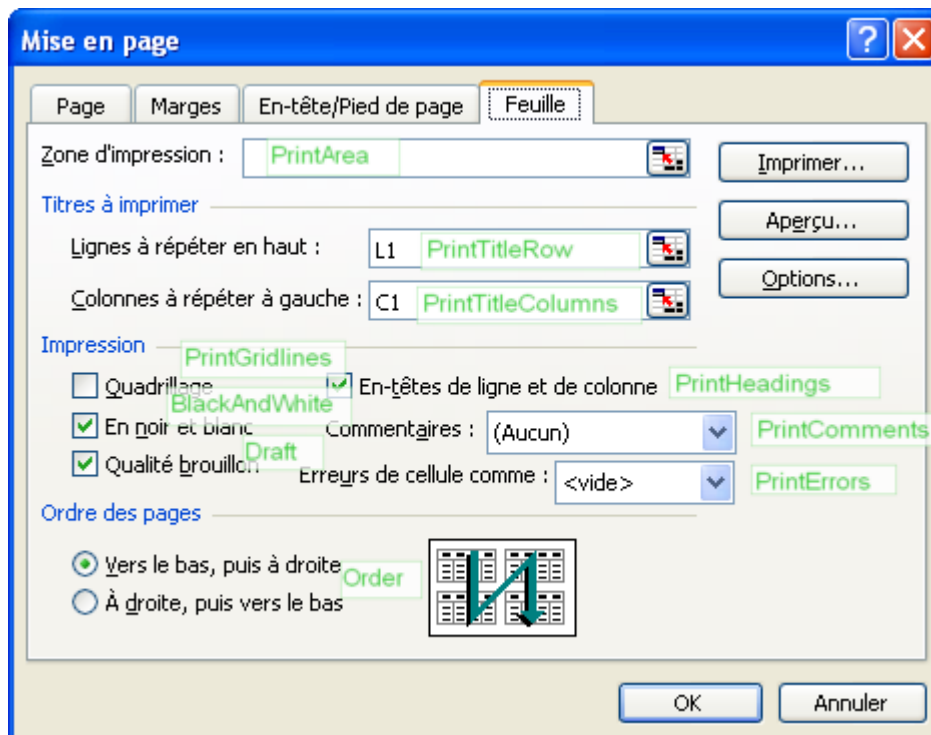 Mise en page
Page Marges En-tête/Pied de page Feuille
Zone d'impression : PrintArea Imprimer...
Titres à imprimer Aperçu...
Lignes à répéter en haut : L1 PrintTitleRow
Options...
Colonnes à répéter à gauche : C1 PrintTitleColumns
Impression
PrintGridlines
Quadrillage En-têtes de ligne et de colonne PrintHeadings
BlackAndWhite
En noir et blanc Commentaires : (Aucun) PrintComments
Draft
Qualité brouillon Erreurs de cellule comme : <vide> PrintErrors
Ordre des pages
Vers le bas, puis à droite
Order
À droite, puis vers le bas
OK Annuler